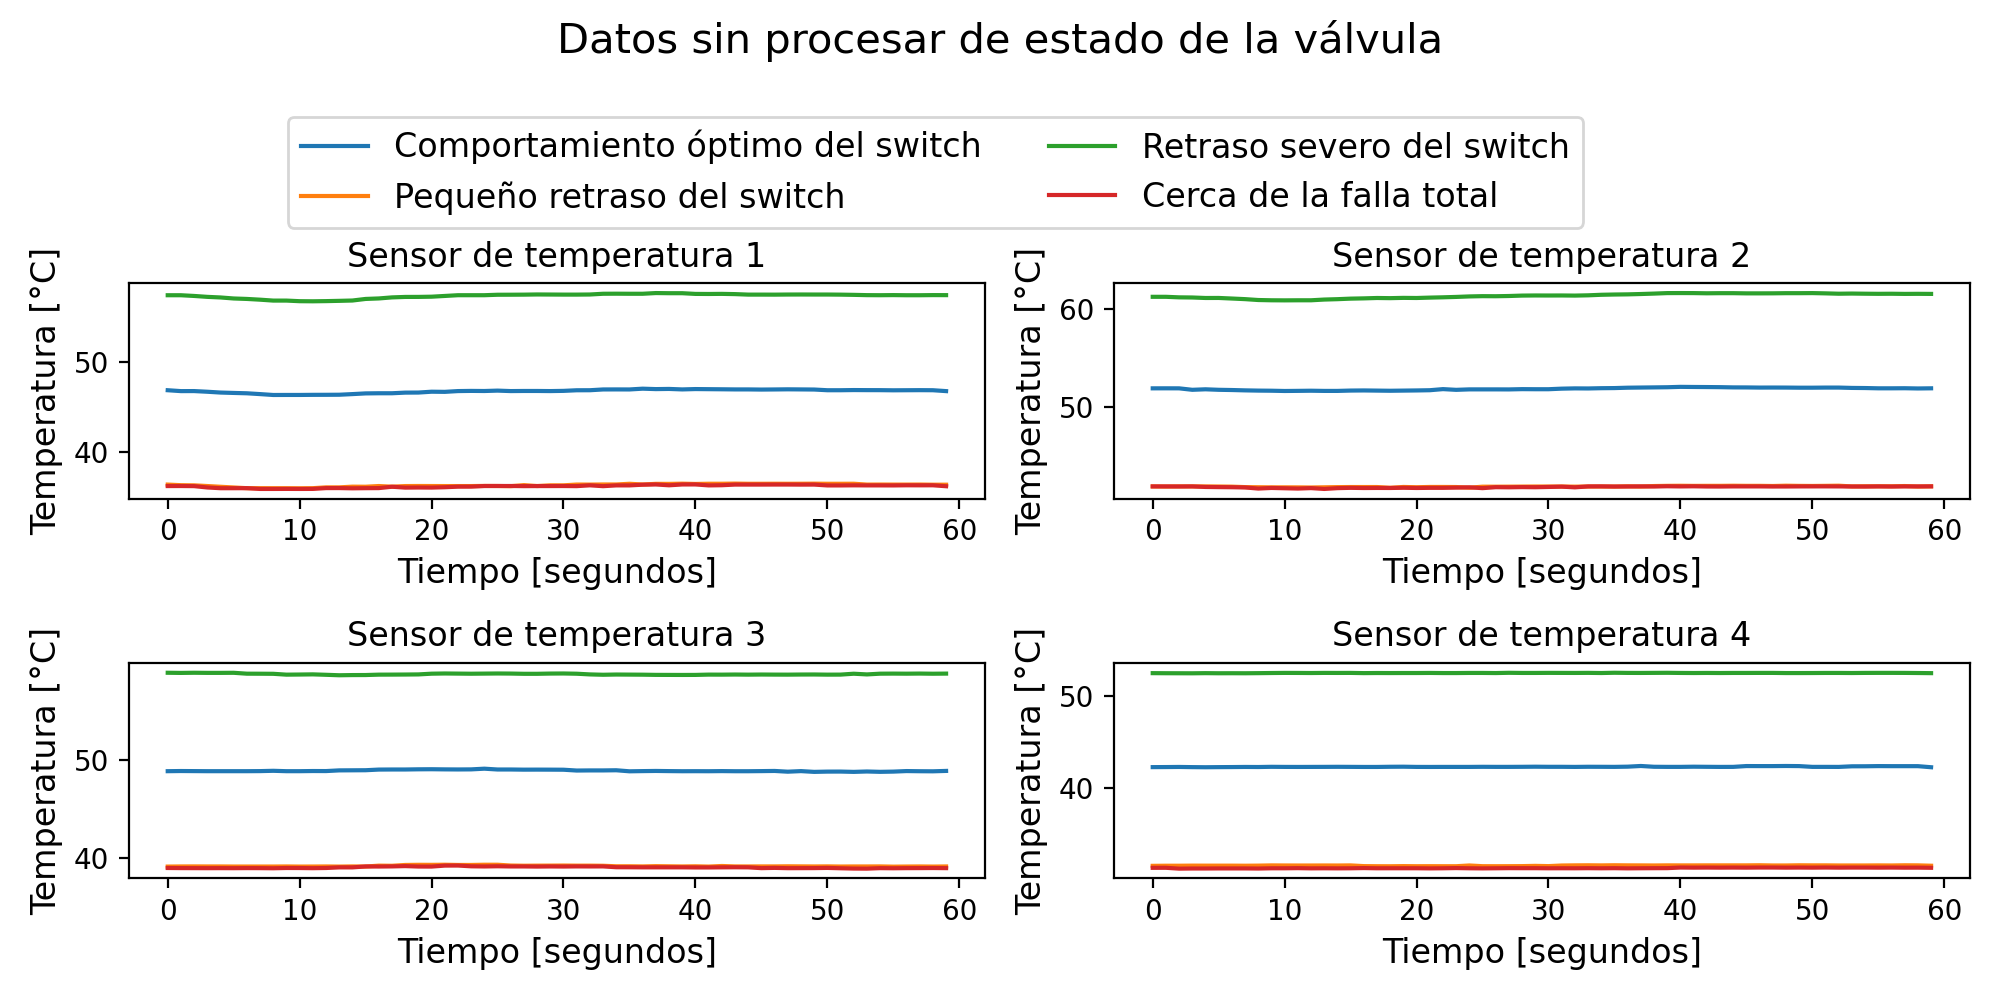 Datos sin procesar de estado de la válvula
Comportamiento óptimo del switch
Pequeño retraso del switch
Retraso severo del switch
Cerca de la falla total
Sensor de temperatura 1
Temperatura [°C]
50
40
0 10 20 30 40 50 60
Tiempo [segundos]
Sensor de temperatura 2
Temperatura [°C]
60
50
0 10 20 30 40 50 60
Tiempo [segundos]
Sensor de temperatura 3
Temperatura [°C]
50
40
0 10 20 30 40 50 60
Tiempo [segundos]
Sensor de temperatura 4
Temperatura [°C]
50
40
0 10 20 30 40 50 60
Tiempo [segundos]